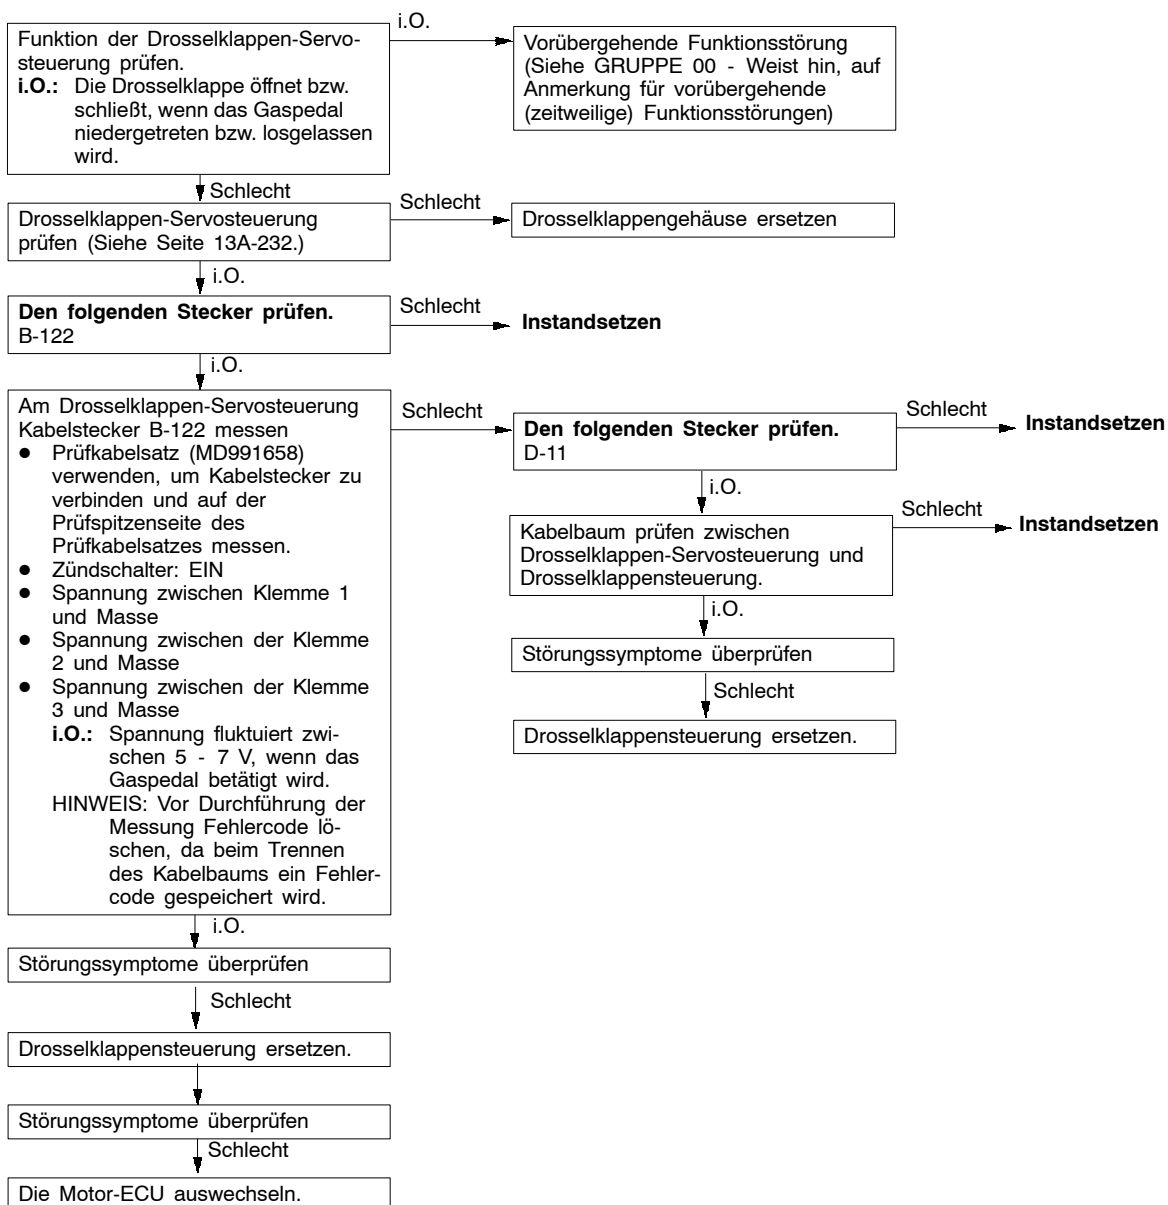 Funktion der Drosselklappen-Servo-
steuerung prüfen.
i.O.: Die Drosselklappe öffnet bzw.
schließt, wenn das Gaspedal
niedergetreten bzw. losgelassen
wird.
i.O.
Vorübergehende Funktionsstörung
(Siehe GRUPPE 00 - Weist hin, auf
Anmerkung für vorübergehende
(zeitweilige) Funktionsstörungen)
Schlecht
Drosselklappen-Servosteuerung
prüfen (Siehe Seite 13A-232.)
Schlecht
Drosselklappengehäuse ersetzen
i.O.
Den folgenden Stecker prüfen.
B-122
Schlecht
Instandsetzen
i.O.
Am Drosselklappen-Servosteuerung
Kabelstecker B-122 messen
● Prüfkabelsatz (MD991658)
verwenden, um Kabelstecker zu
verbinden und auf der
Prüfspitzenseite des
Prüfkabelsatzes messen.
● Zündschalter: EIN
● Spannung zwischen Klemme 1
und Masse
● Spannung zwischen der Klemme
2 und Masse
● Spannung zwischen der Klemme
3 und Masse
i.O.: Spannung fluktuiert zwi-
schen 5 - 7 V, wenn das
Gaspedal betätigt wird.
HINWEIS: Vor Durchführung der
Messung Fehlercode lö-
schen, da beim Trennen
des Kabelbaums ein Fehler-
code gespeichert wird.
Schlecht
Den folgenden Stecker prüfen.
D-11
Schlecht
Instandsetzen
i.O.
Kabelbaum prüfen zwischen
Drosselklappen-Servosteuerung und
Drosselklappensteuerung.
Schlecht
Instandsetzen
i.O.
Störungssymptome überprüfen
Schlecht
Drosselklappensteuerung ersetzen.
i.O.
Störungssymptome überprüfen
Schlecht
Drosselklappensteuerung ersetzen.
Störungssymptome überprüfen
Schlecht
Die Motor-ECU auswechseln.